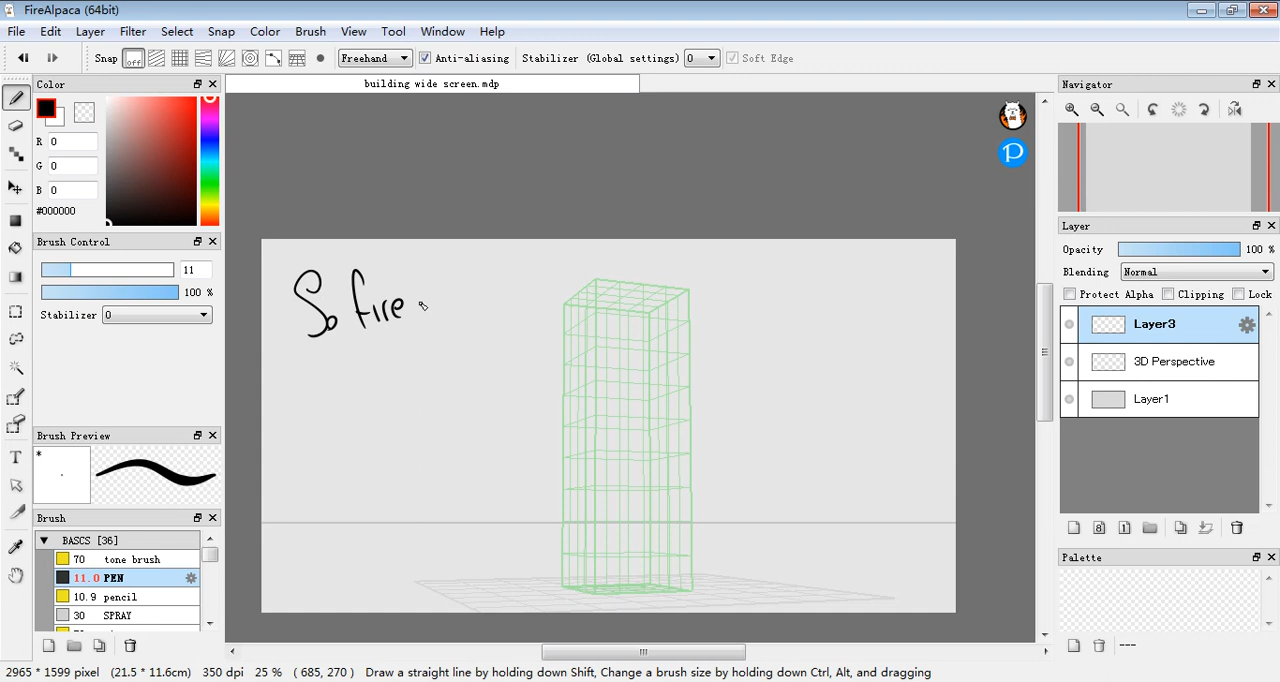 FireAlpaca (64bit)
File Edit Layer Filter Select Snap Color Brush View Tool Window Help
Snap off Freehand Anti-aliasing Stabilizer (Global settings) 0 Soft Edge
Color
building wide screen.mdp
Navigator
R 0
G 0
B 0
#000000
Brush Control
11
100 %
Stabilizer 0
Brush Preview
*
Brush
BASCS [36]
70 tone brush
11.0 PEN
10.9 pencil
30 SPRAY
So fire
P
Layer
Opacity 100 %
Blending Normal
Protect Alpha Clipping Lock
Layer3
3D Perspective
Layer1
8 1
Palette
---
T
2965 * 1599 pixel (21.5 * 11.6cm) 350 dpi 25 % ( 685, 270 ) Draw a straight line by holding down Shift, Change a brush size by holding down Ctrl, Alt, and dragging